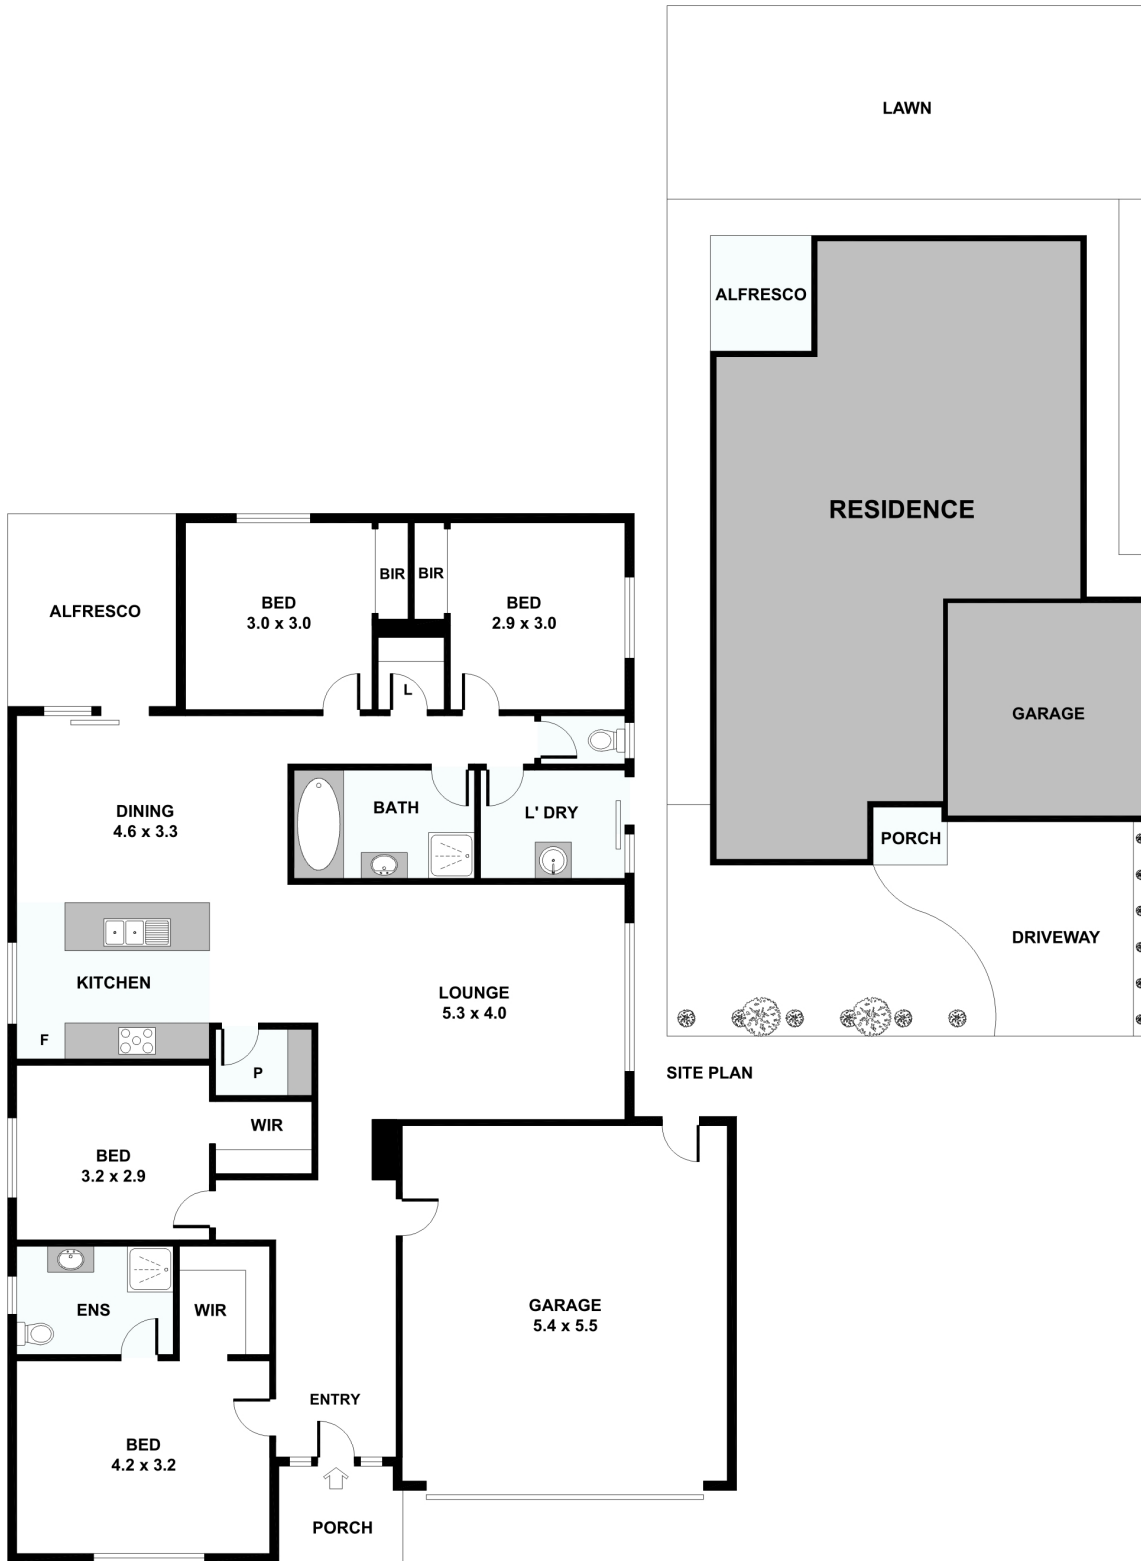 LAWN
ALFRESCO
RESIDENCE
GARAGE
PORCH
DRIVEWAY
SITE PLAN
ALFRESCO
BED
3.0 x 3.0
BIR
BIR
BED
2.9 x 3.0
L
DINING
4.6 x 3.3
BATH
L' DRY
KITCHEN
LOUNGE
5.3 x 4.0
F
P
WIR
BED
3.2 x 2.9
ENS
WIR
GARAGE
5.4 x 5.5
ENTRY
BED
4.2 x 3.2
PORCH